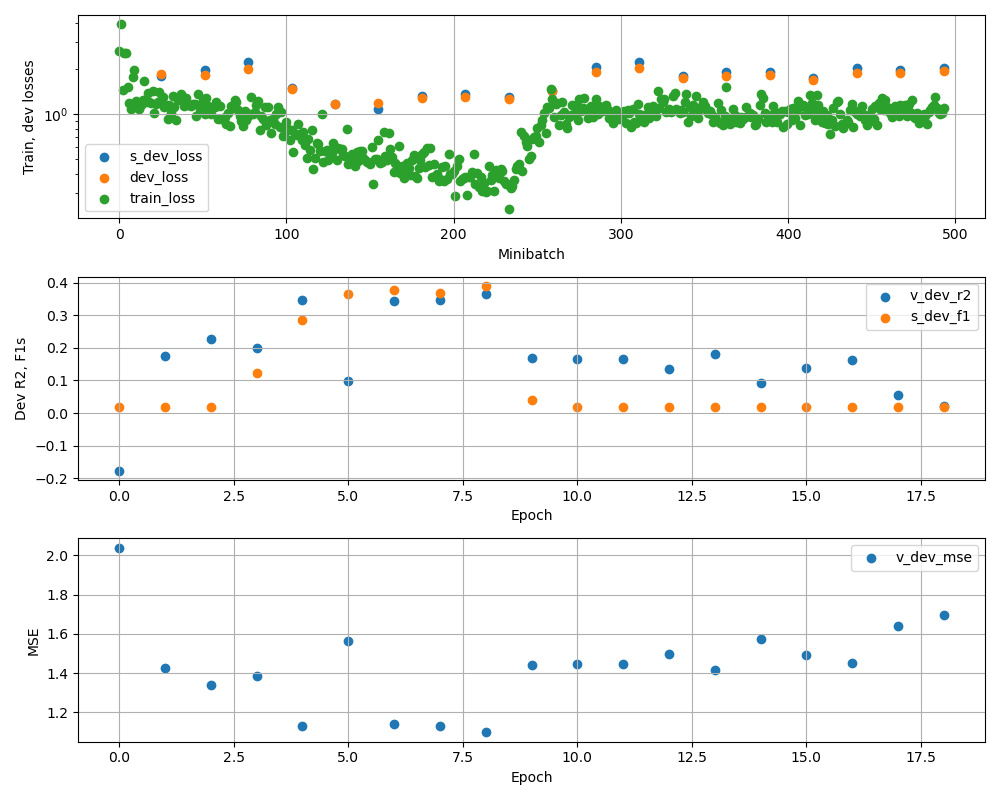 Train, dev losses
10⁰
s_dev_loss
dev_loss
train_loss
0 100 200 300 400 500
Minibatch
Dev R2, F1s
0.4
0.3
0.2
0.1
0.0
−0.1
−0.2
v_dev_r2
s_dev_f1
0.0 2.5 5.0 7.5 10.0 12.5 15.0 17.5
Epoch
MSE
2.0
1.8
1.6
1.4
1.2
v_dev_mse
0.0 2.5 5.0 7.5 10.0 12.5 15.0 17.5
Epoch